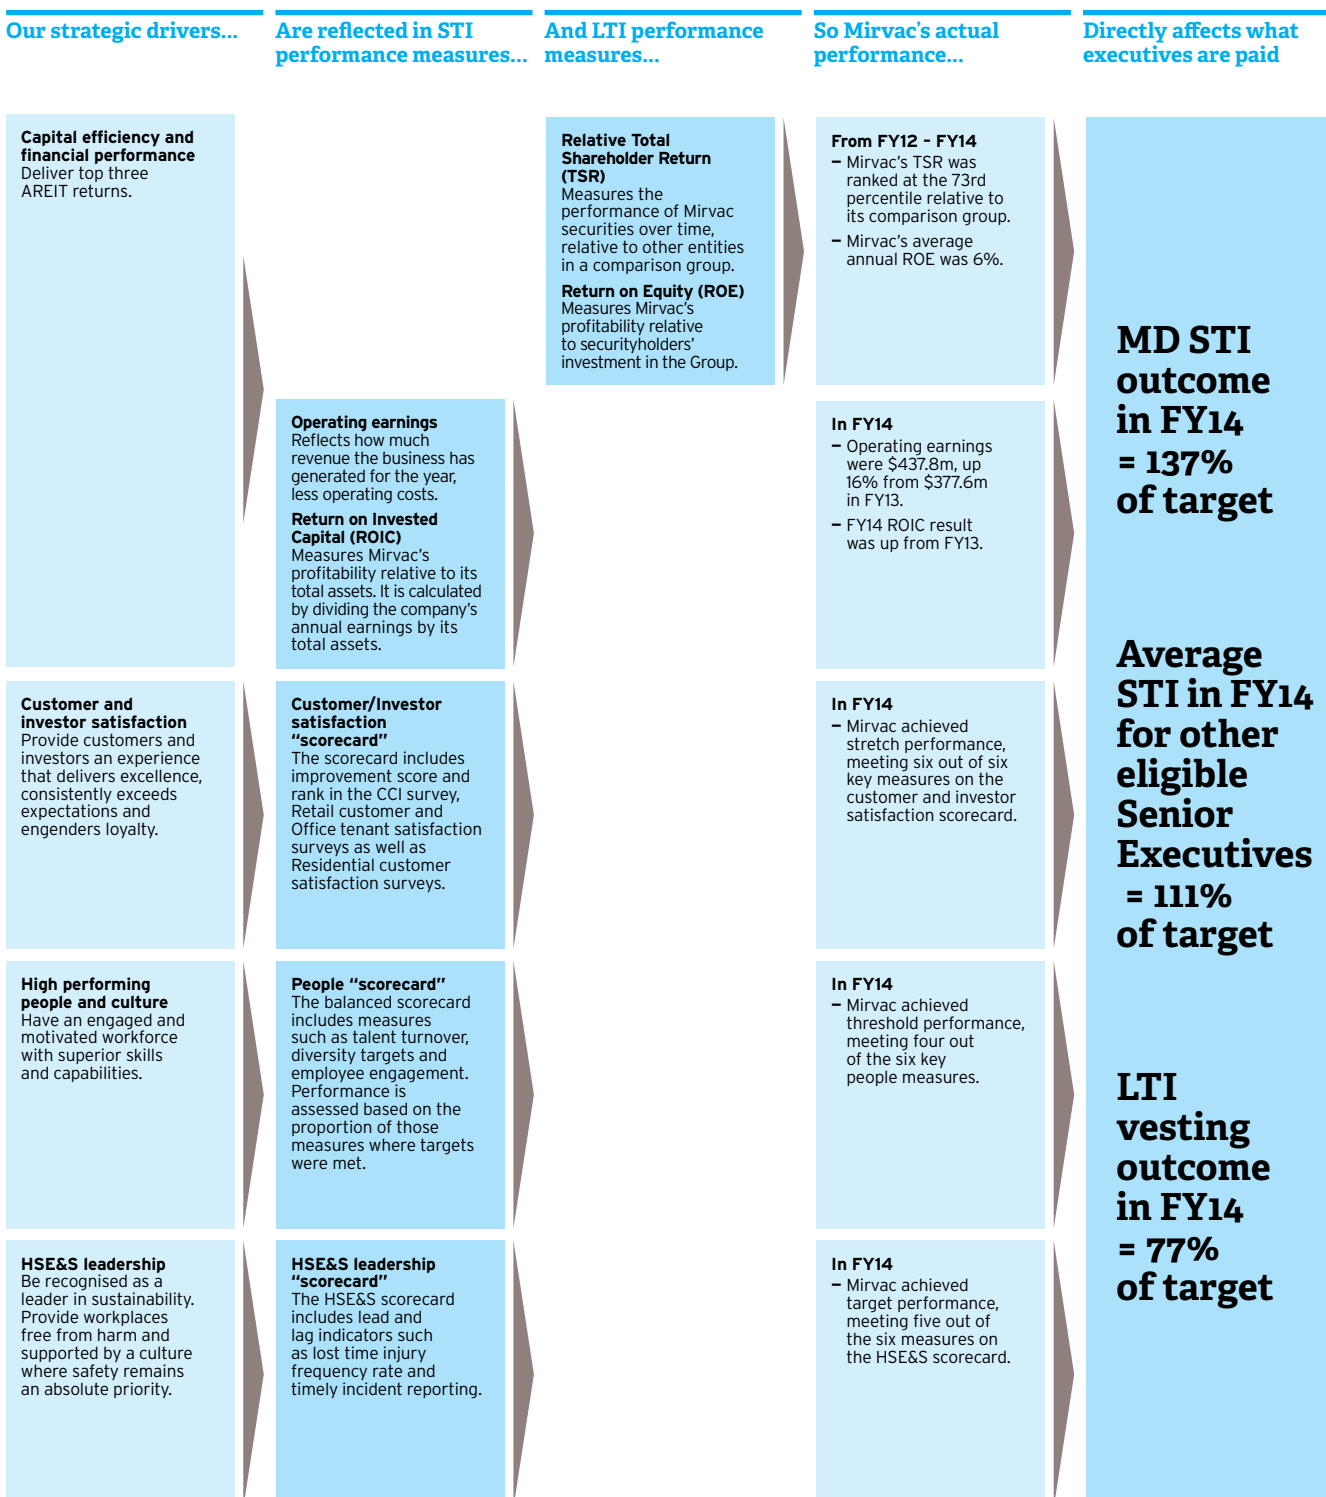 Our strategic drivers...
Are reflected in STI
performance measures...
And LTI performance
measures...
So Mirvac's actual
performance...
Directly affects what
executives are paid
Capital efficiency and
financial performance
Deliver top three
AREIT returns.
Relative Total
Shareholder Return
(TSR)
Measures the
performance of Mirvac
securities over time,
relative to other entities
in a comparison group.
Return on Equity (ROE)
Measures Mirvac's
profitability relative
to securityholders'
investment in the Group.
From FY12 – FY14
– Mirvac's TSR was
ranked at the 73rd
percentile relative to
its comparison group.
– Mirvac's average
annual ROE was 6%.
Operating earnings
Reflects how much
revenue the business has
generated for the year,
less operating costs.
Return on Invested
Capital (ROIC)
Measures Mirvac's
profitability relative to its
total assets. It is calculated
by dividing the company's
annual earnings by its
total assets.
In FY14
– Operating earnings
were $437.8m, up
16% from $377.6m
in FY13.
– FY14 ROIC result
was up from FY13.
Customer and
investor satisfaction
Provide customers and
investors an experience
that delivers excellence,
consistently exceeds
expectations and
engenders loyalty.
Customer/Investor
satisfaction
"scorecard"
The scorecard includes
improvement score and
rank in the CCI survey,
Retail customer and
Office tenant satisfaction
surveys as well as
Residential customer
satisfaction surveys.
In FY14
– Mirvac achieved
stretch performance,
meeting six out of six
key measures on the
customer and investor
satisfaction scorecard.
High performing
people and culture
Have an engaged and
motivated workforce
with superior skills
and capabilities.
People "scorecard"
The balanced scorecard
includes measures
such as talent turnover,
diversity targets and
employee engagement.
Performance is
assessed based on the
proportion of those
measures where targets
were met.
In FY14
– Mirvac achieved
threshold performance,
meeting four out
of the six key
people measures.
HSE&S leadership
Be recognised as a
leader in sustainability.
Provide workplaces
free from harm and
supported by a culture
where safety remains
an absolute priority.
HSE&S leadership
"scorecard"
The HSE&S scorecard
includes lead and
lag indicators such
as lost time injury
frequency rate and
timely incident reporting.
In FY14
– Mirvac achieved
target performance,
meeting five out of
the six measures on
the HSE&S scorecard.
MD STI
outcome
in FY14
= 137%
of target
Average
STI in FY14
for other
eligible
Senior
Executives
= 111%
of target
LTI
vesting
outcome
in FY14
= 77%
of target